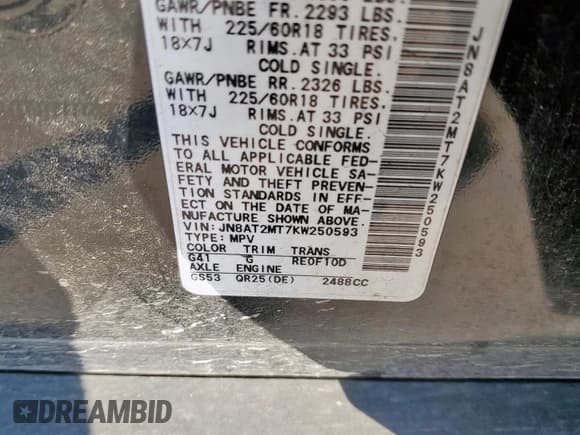 GAWR/PNBE FR. 2293 LBS.
WITH 225/60R18 TIRES.
18X7J RIMS. AT 33 PSI
COLD SINGLE.
GAWR/PNBE RR. 2326 LBS.
WITH 225/60R18 TIRES.
18X7J RIMS. AT 33 PSI
COLD SINGLE.
THIS VEHICLE CONFORMS
TO ALL APPLICABLE FED-
ERAL MOTOR VEHICLE SA-
FETY AND THEFT PREVEN-
TION STANDARDS IN EFF-
ECT ON THE DATE OF MA-
NUFACTURE SHOWN ABOVE.
VIN: JN8AT2MT7KW250593
TYPE: MPV
COLOR TRIM TRANS
G41 G RE0F10D
AXLE ENGINE
GS53 QR25(DE) 2488CC
JN8AT2MT7KW250593
DREAMBID